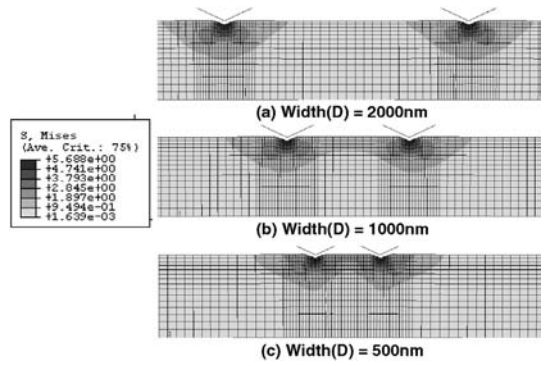 (a) Width(D) = 2000nm
S, Mises
(Ave. Crit.: 75%)
+5.688e+00
+4.741e+00
+3.793e+00
+2.845e+00
+1.897e+00
+9.494e-01
+1.639e-03
(b) Width(D) = 1000nm
(c) Width(D) = 500nm